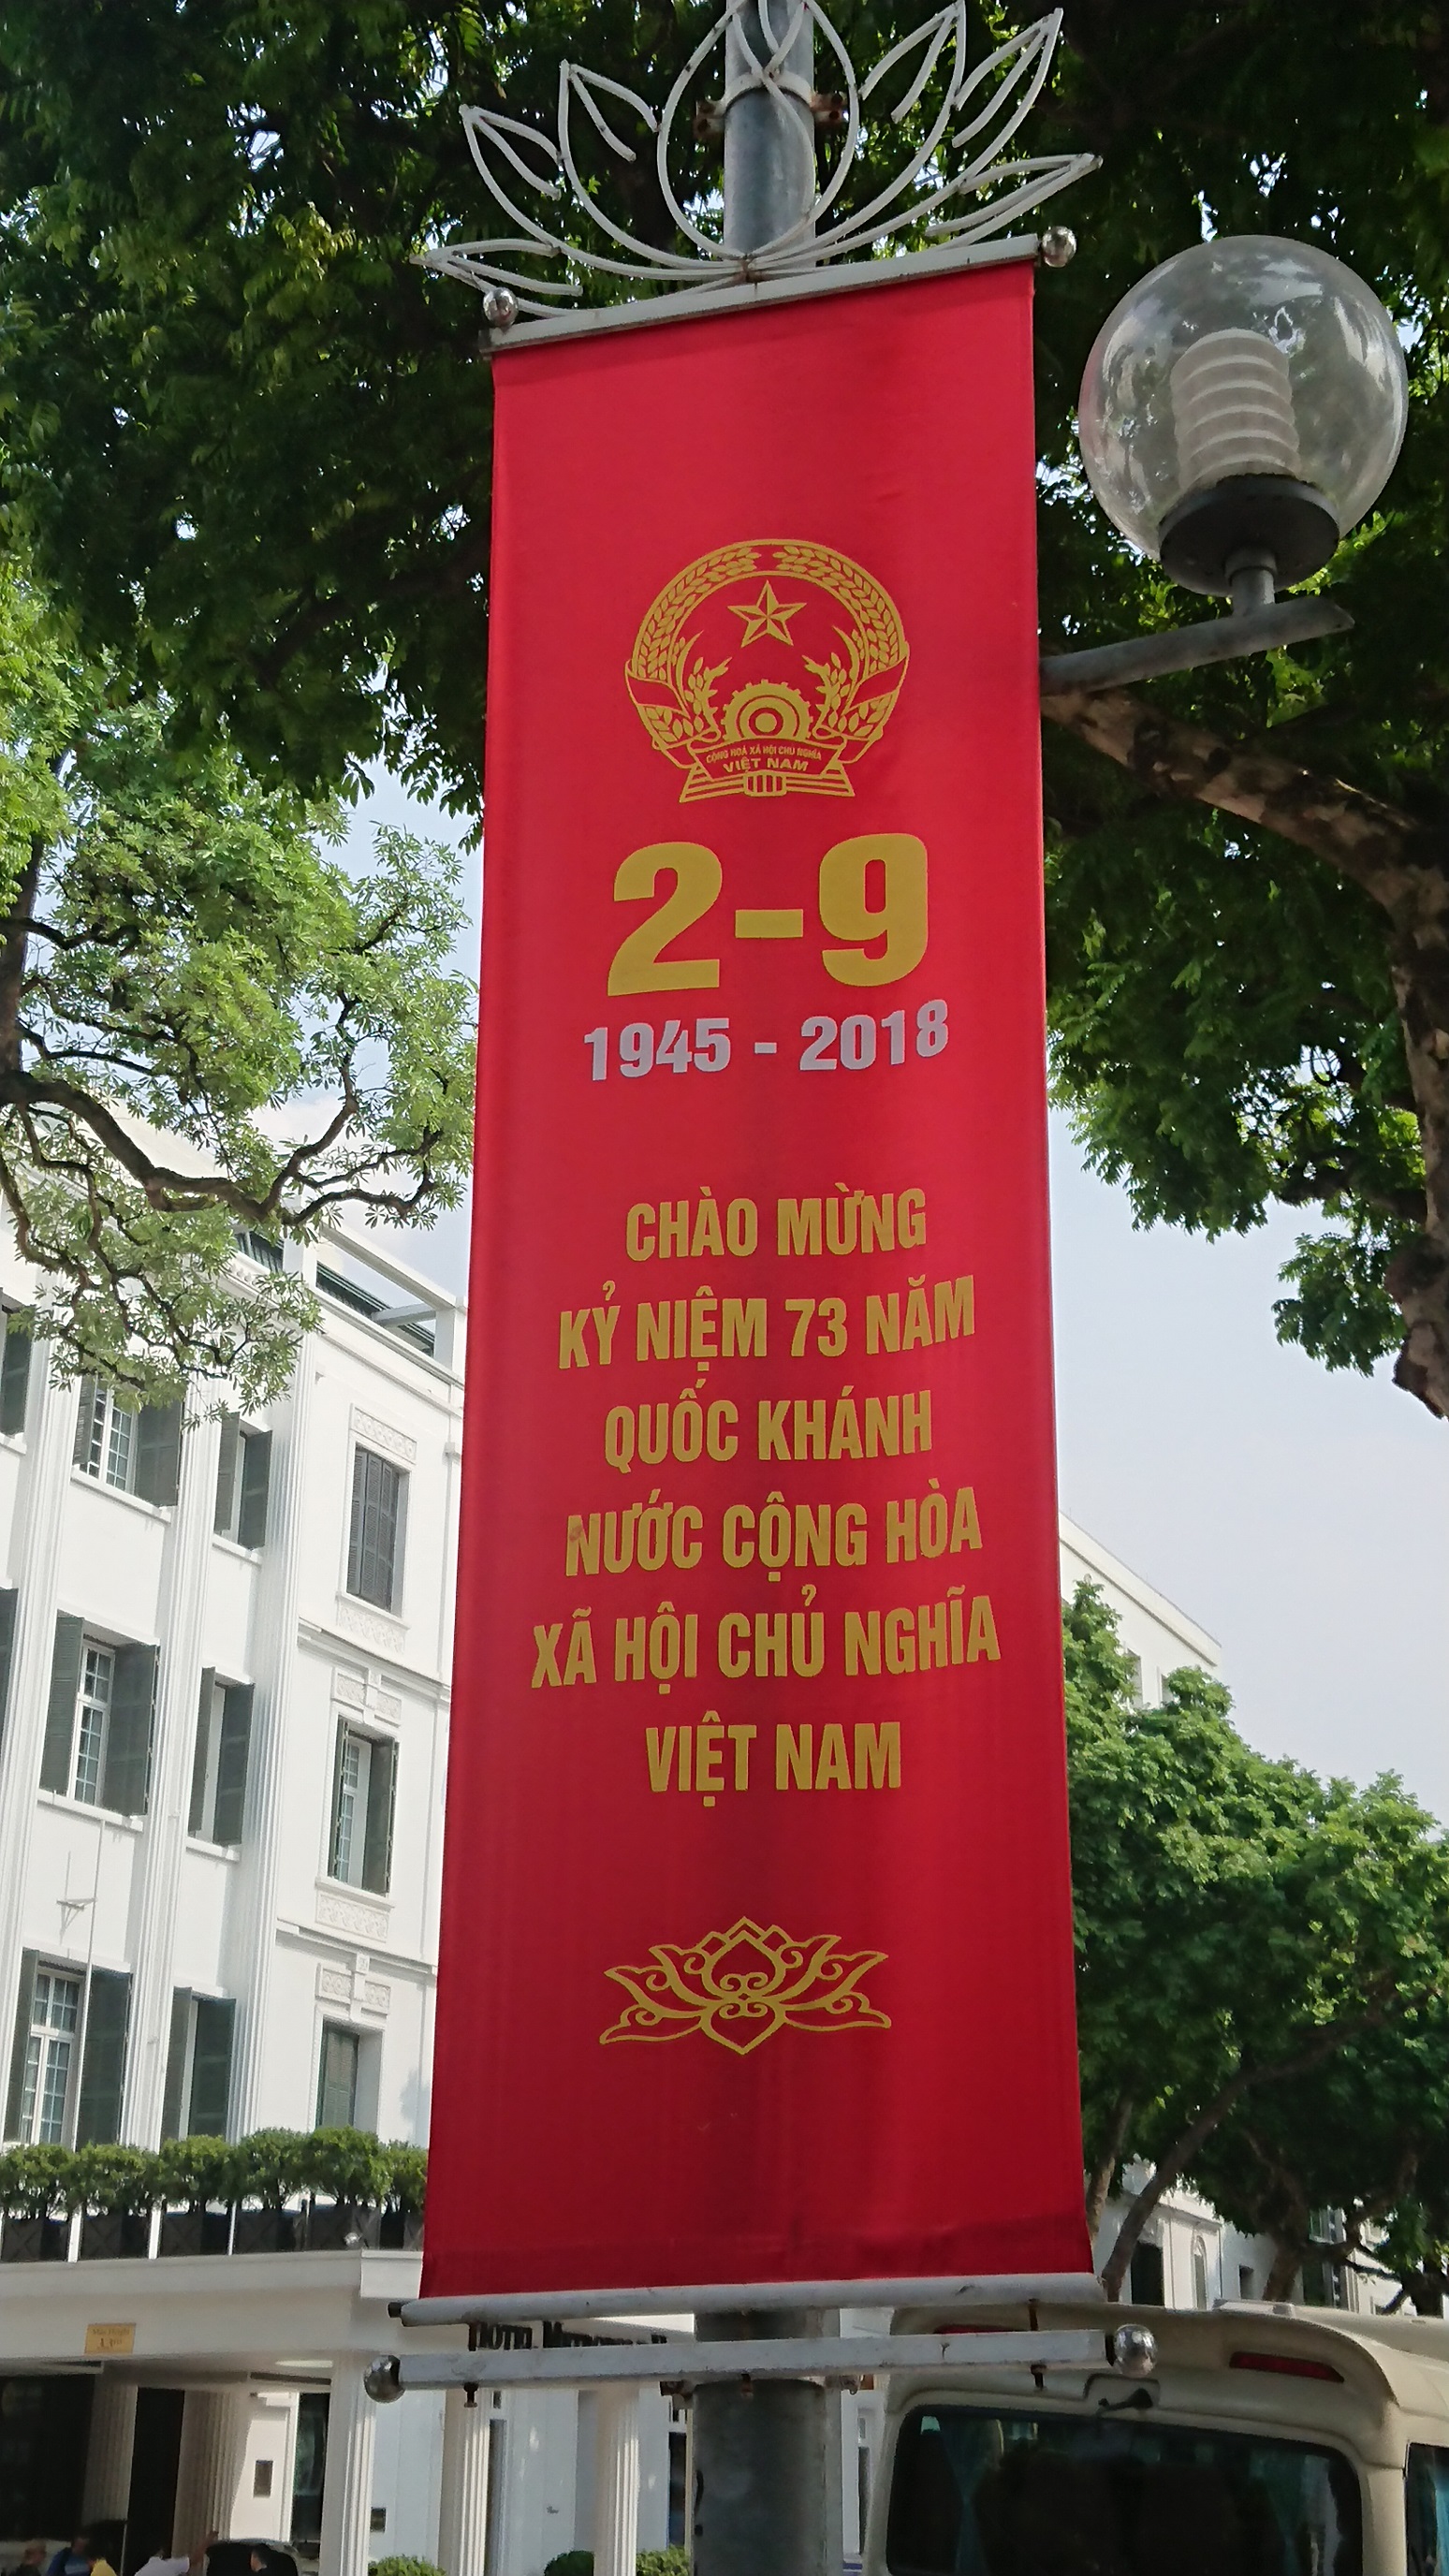 CỘNG HOÀ XÃ HỘI CHỦ NGHĨA
VIỆT NAM
2-9
1945 - 2018
CHÀO MỪNG
KỶ NIỆM 73 NĂM
QUỐC KHÁNH
NƯỚC CỘNG HÒA
XÃ HỘI CHỦ NGHĨA
VIỆT NAM
HOTEL